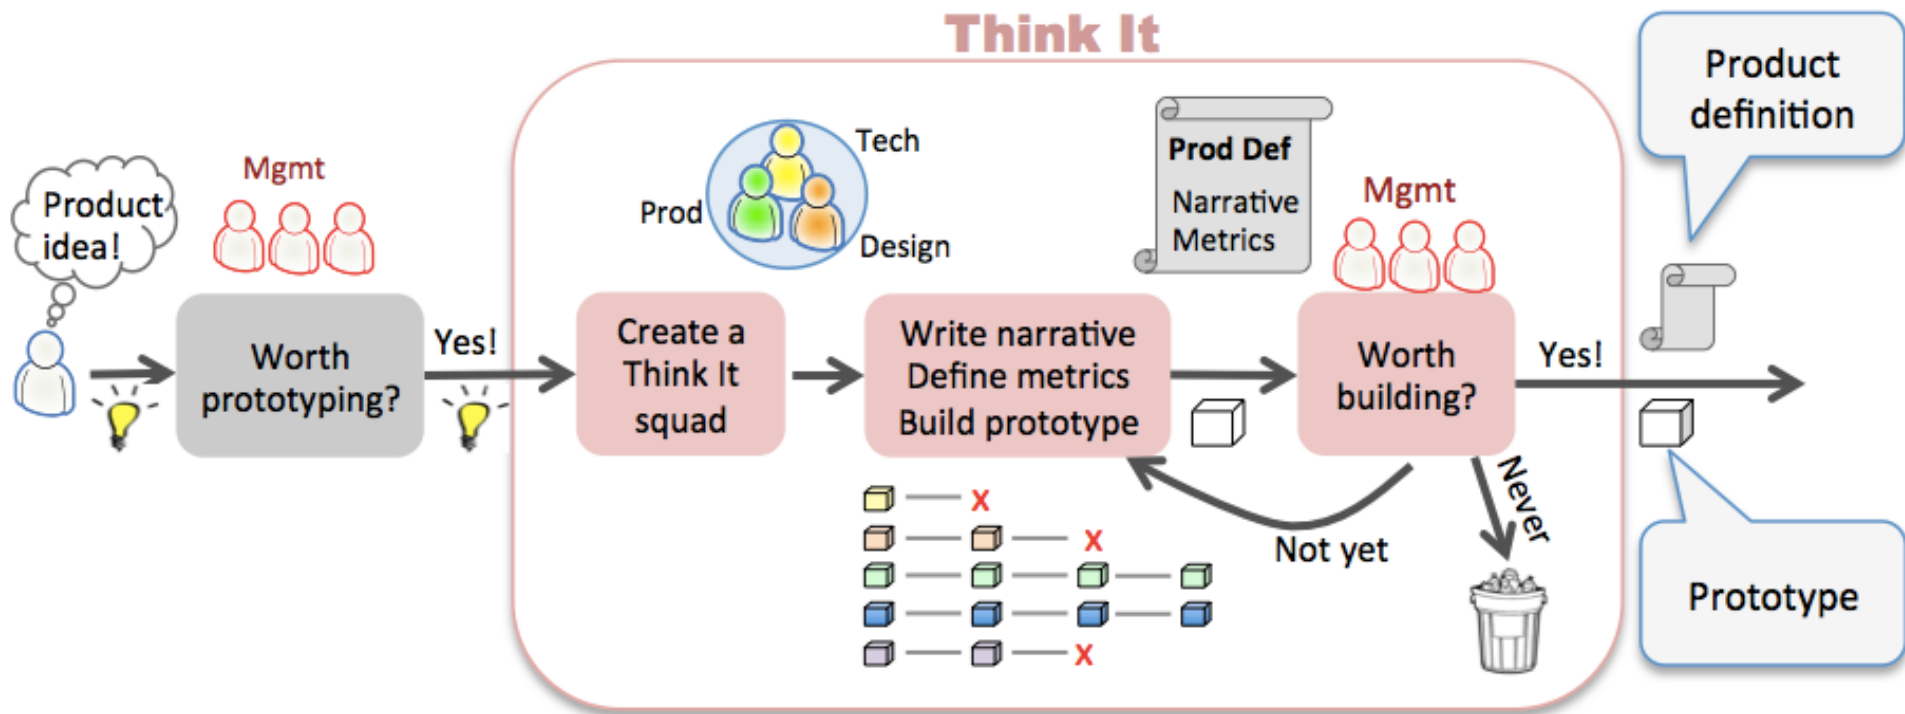 Think It
Product
idea!
Mgmt
Worth
prototyping?
Yes!
Tech
Prod
Design
Create a
Think It
squad
Write narrative
Define metrics
Build prototype
X
X
X
Prod Def
Narrative
Metrics
Mgmt
Worth
building?
Not yet
Never
Yes!
Product
definition
Prototype